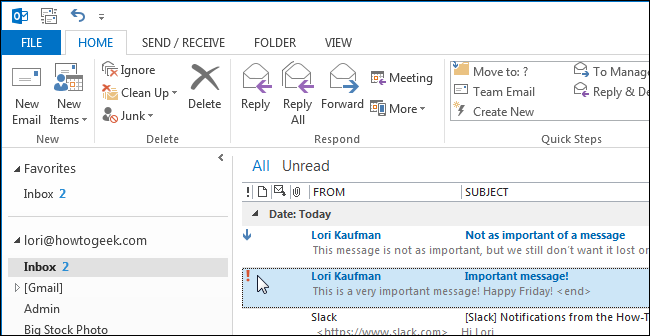 FILE HOME SEND / RECEIVE FOLDER VIEW
New Email
New Items
Ignore
Clean Up
Junk
Delete
Reply
Reply All
Forward
Meeting
More
Move to: ?
Team Email
Create New
To Manage
Reply & De
New Delete Respond Quick Steps
Favorites
Inbox 2
lori@howtogeek.com
Inbox 2
[Gmail]
Admin
Big Stock Photo
All Unread
! FROM SUBJECT
Date: Today
Lori Kaufman Not as important of a message
This message is not as important, but we still don't want it lost or
! Lori Kaufman Important message!
This is a very important message! Happy Friday! <end>
Slack [Slack] Notifications from the How-T
<https://www.slack.com> Hi Lori